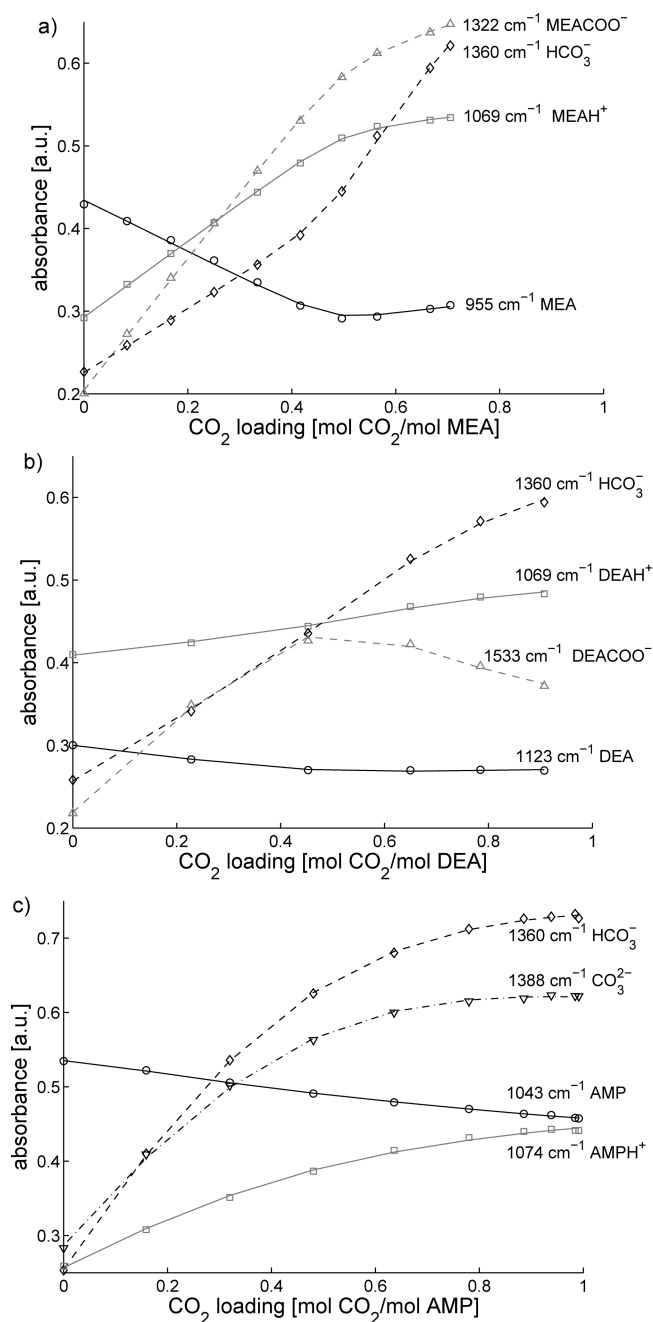 a)
1322 cm⁻¹ MEACOO⁻
1360 cm⁻¹ HCO₃⁻
1069 cm⁻¹ MEAH⁺
955 cm⁻¹ MEA
absorbance [a.u.]
0.6
0.5
0.4
0.3
0.2
0 0.2 0.4 0.6 0.8 1
CO₂ loading [mol CO₂/mol MEA]
b)
1360 cm⁻¹ HCO₃⁻
1069 cm⁻¹ DEAH⁺
1533 cm⁻¹ DEACOO⁻
1123 cm⁻¹ DEA
absorbance [a.u.]
0.6
0.5
0.4
0.3
0.2
0 0.2 0.4 0.6 0.8 1
CO₂ loading [mol CO₂/mol DEA]
c)
1360 cm⁻¹ HCO₃⁻
1388 cm⁻¹ CO₃²⁻
1043 cm⁻¹ AMP
1074 cm⁻¹ AMPH⁺
absorbance [a.u.]
0.7
0.6
0.5
0.4
0.3
0 0.2 0.4 0.6 0.8 1
CO₂ loading [mol CO₂/mol AMP]